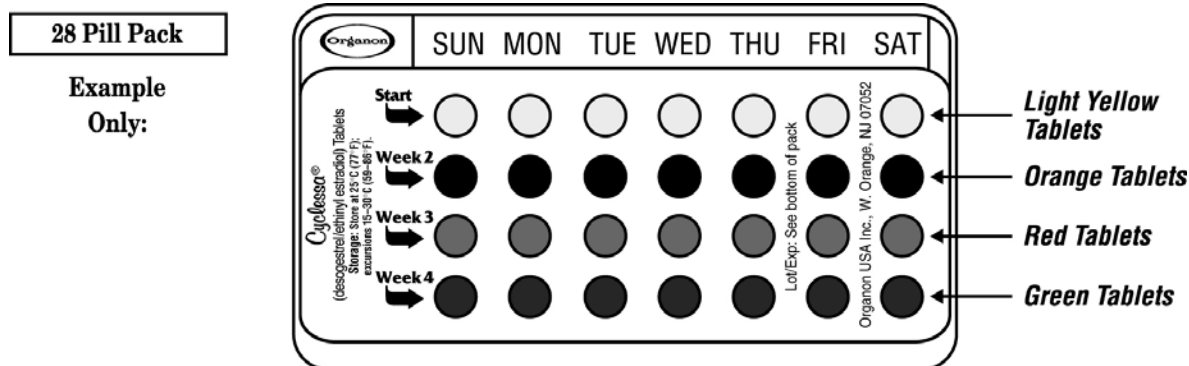 28 Pill Pack
Example
Only:
Organon
SUN MON TUE WED THU FRI SAT
Start
Week 2
Week 3
Week 4
Cyclessa®
(desogestrel/ethinyl estradiol) Tablets
Storage: Store at 25°C (77°F);
excursions 15–30°C (59–86°F).
Lot/Exp: See bottom of pack
Organon USA Inc., W. Orange, NJ 07052
Light Yellow
Tablets
Orange Tablets
Red Tablets
Green Tablets